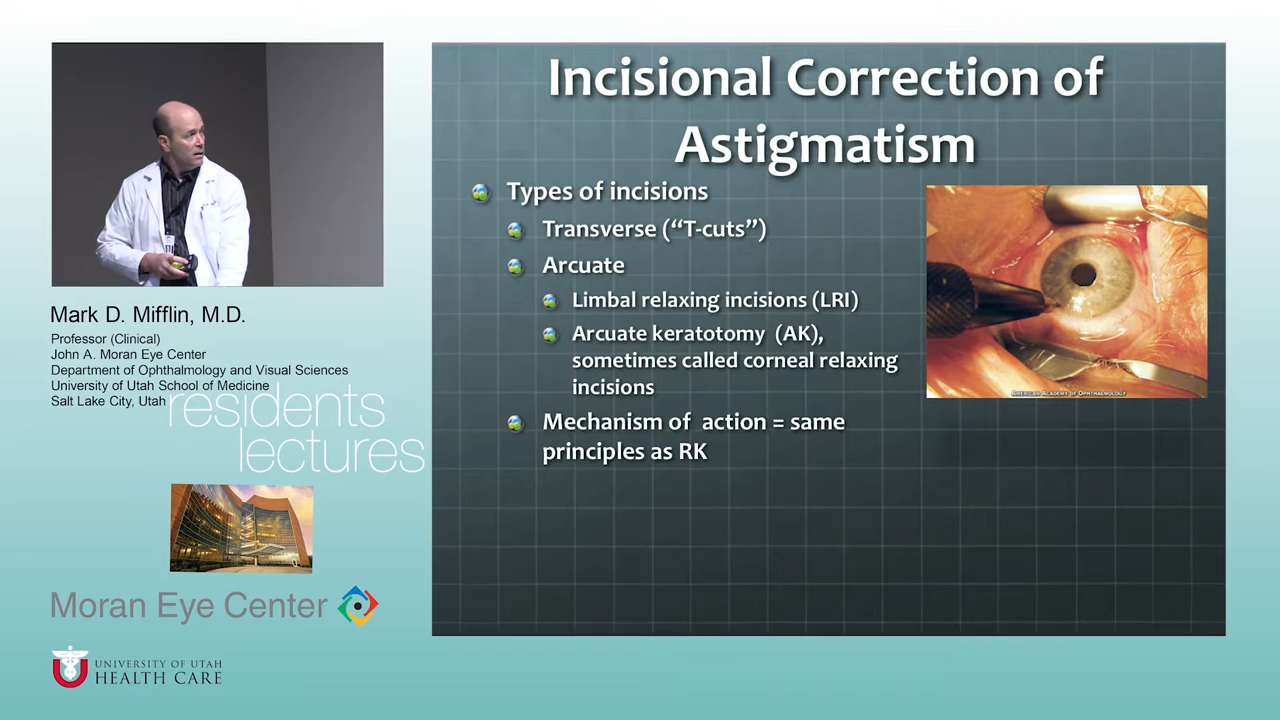 Incisional Correction of
Astigmatism
Types of incisions
Transverse (“T-cuts”)
Arcuate
Limbal relaxing incisions (LRI)
Arcuate keratotomy (AK),
sometimes called corneal relaxing
incisions
Mechanism of action = same
principles as RK
AMERICAN ACADEMY OF OPHTHALMOLOGY
Mark D. Mifflin, M.D.
Professor (Clinical)
John A. Moran Eye Center
Department of Ophthalmology and Visual Sciences
University of Utah School of Medicine
Salt Lake City, Utah
residents
lectures
Moran Eye Center
UNIVERSITY OF UTAH
HEALTH CARE